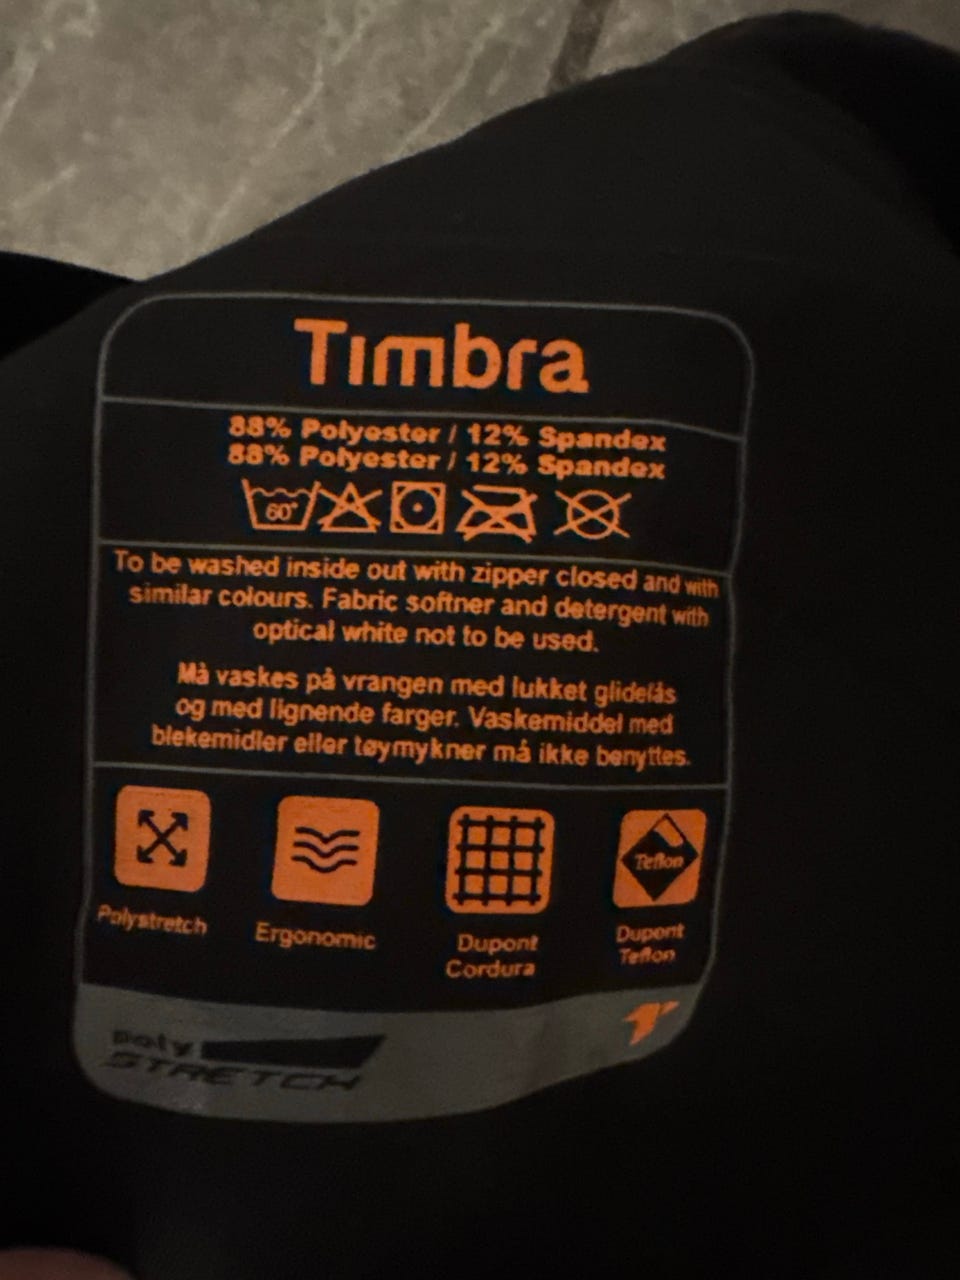 Timbra
88% Polyester / 12% Spandex
88% Polyester / 12% Spandex
60°
To be washed inside out with zipper closed and with
similar colours. Fabric softner and detergent with
optical white not to be used.
Må vaskes på vrangen med lukket glidelås
og med lignende farger. Vaskemiddel med
blekemidler eller tøymykner må ikke benyttes.
Teflon
Polystretch
Ergonomic
Dupont
Cordura
Dupont
Teflon
poly
STRETCH